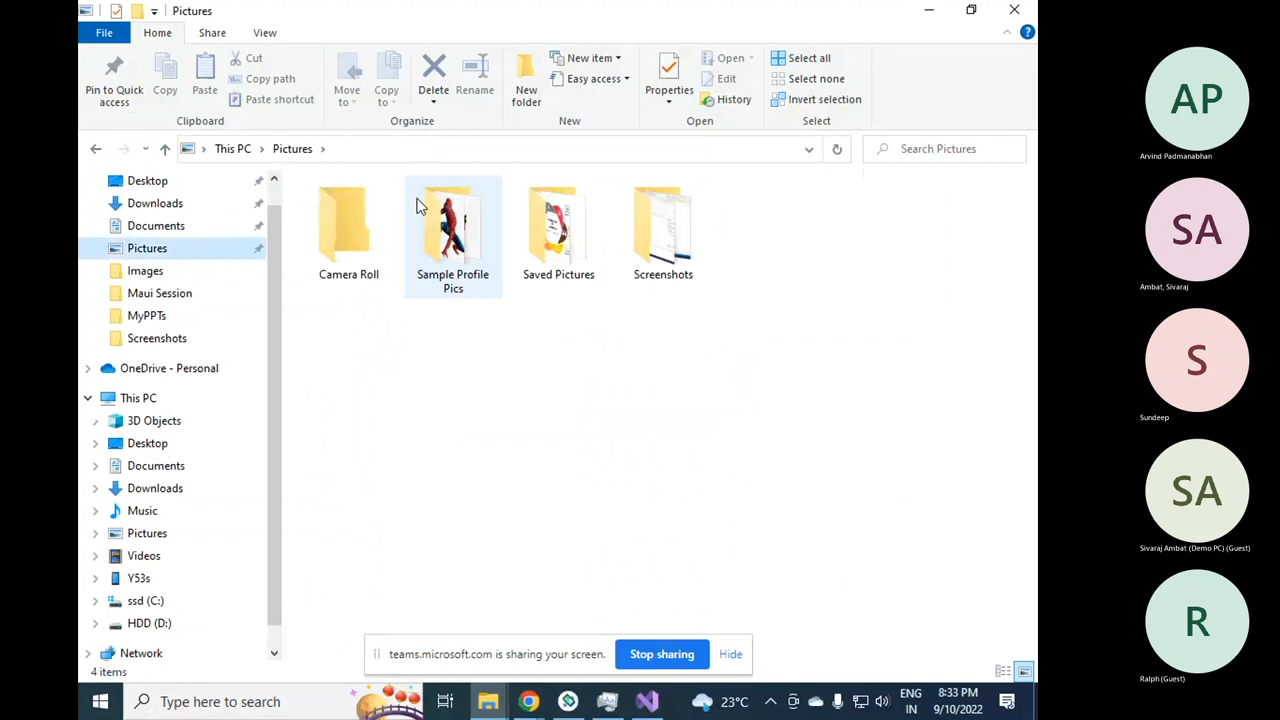 Pictures
File
Home
Share
View
Pin to Quick
access
Copy
Paste
Cut
Copy path
Paste shortcut
Clipboard
Move
to
Copy
to
Delete
Rename
Organize
New
folder
New item
Easy access
New
Properties
Open
Edit
History
Open
Select all
Select none
Invert selection
Select
This PC
Pictures
Search Pictures
Desktop
Downloads
Documents
Pictures
Images
Maui Session
MyPPTs
Screenshots
OneDrive - Personal
This PC
3D Objects
Desktop
Documents
Downloads
Music
Pictures
Videos
Y53s
ssd (C:)
HDD (D:)
Network
4 items
Camera Roll
Sample Profile
Pics
Saved Pictures
Screenshots
teams.microsoft.com is sharing your screen.
Stop sharing
Hide
Type here to search
23°C
ENG
IN
8:33 PM
9/10/2022
AP
Arvind Padmanabhan
SA
Ambat, Sivaraj
S
Sundeep
SA
Sivaraj Ambat (Demo PC) (Guest)
R
Ralph (Guest)